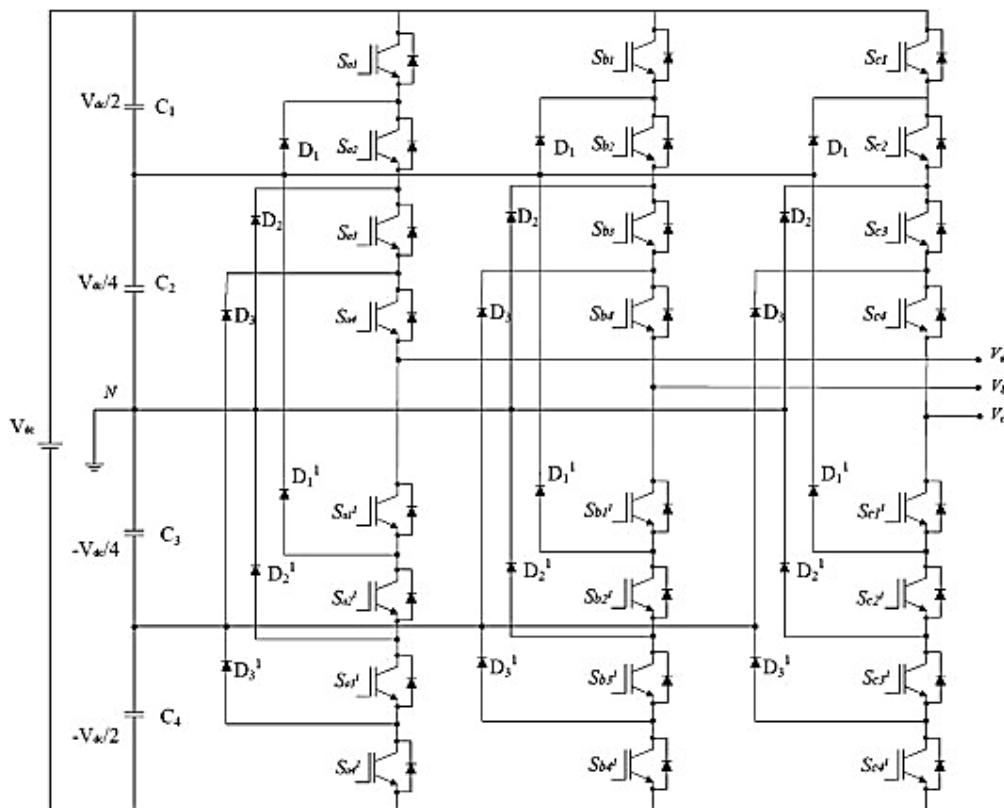 Sa1 Sb1 Sc1
Vdc/2 C1
D1 Sa2 D1 Sb2 D1 Sc2
D2 Sa3 D2 Sb3 D2 Sc3
Vdc/4 C2
D3 Sa4 D3 Sb4 D3 Sc4
Va
N
Vdc
D1¹ D1¹ D1¹
Sa1¹ Sb1¹ Sc1¹
C3
-Vdc/4
D2¹ D2¹ D2¹
Sa2¹ Sb2¹ Sc2¹
D3¹ D3¹ D3¹
Sa3¹ Sb3¹ Sc3¹
C4
-Vdc/2
Sa4¹ Sb4¹ Sc4¹